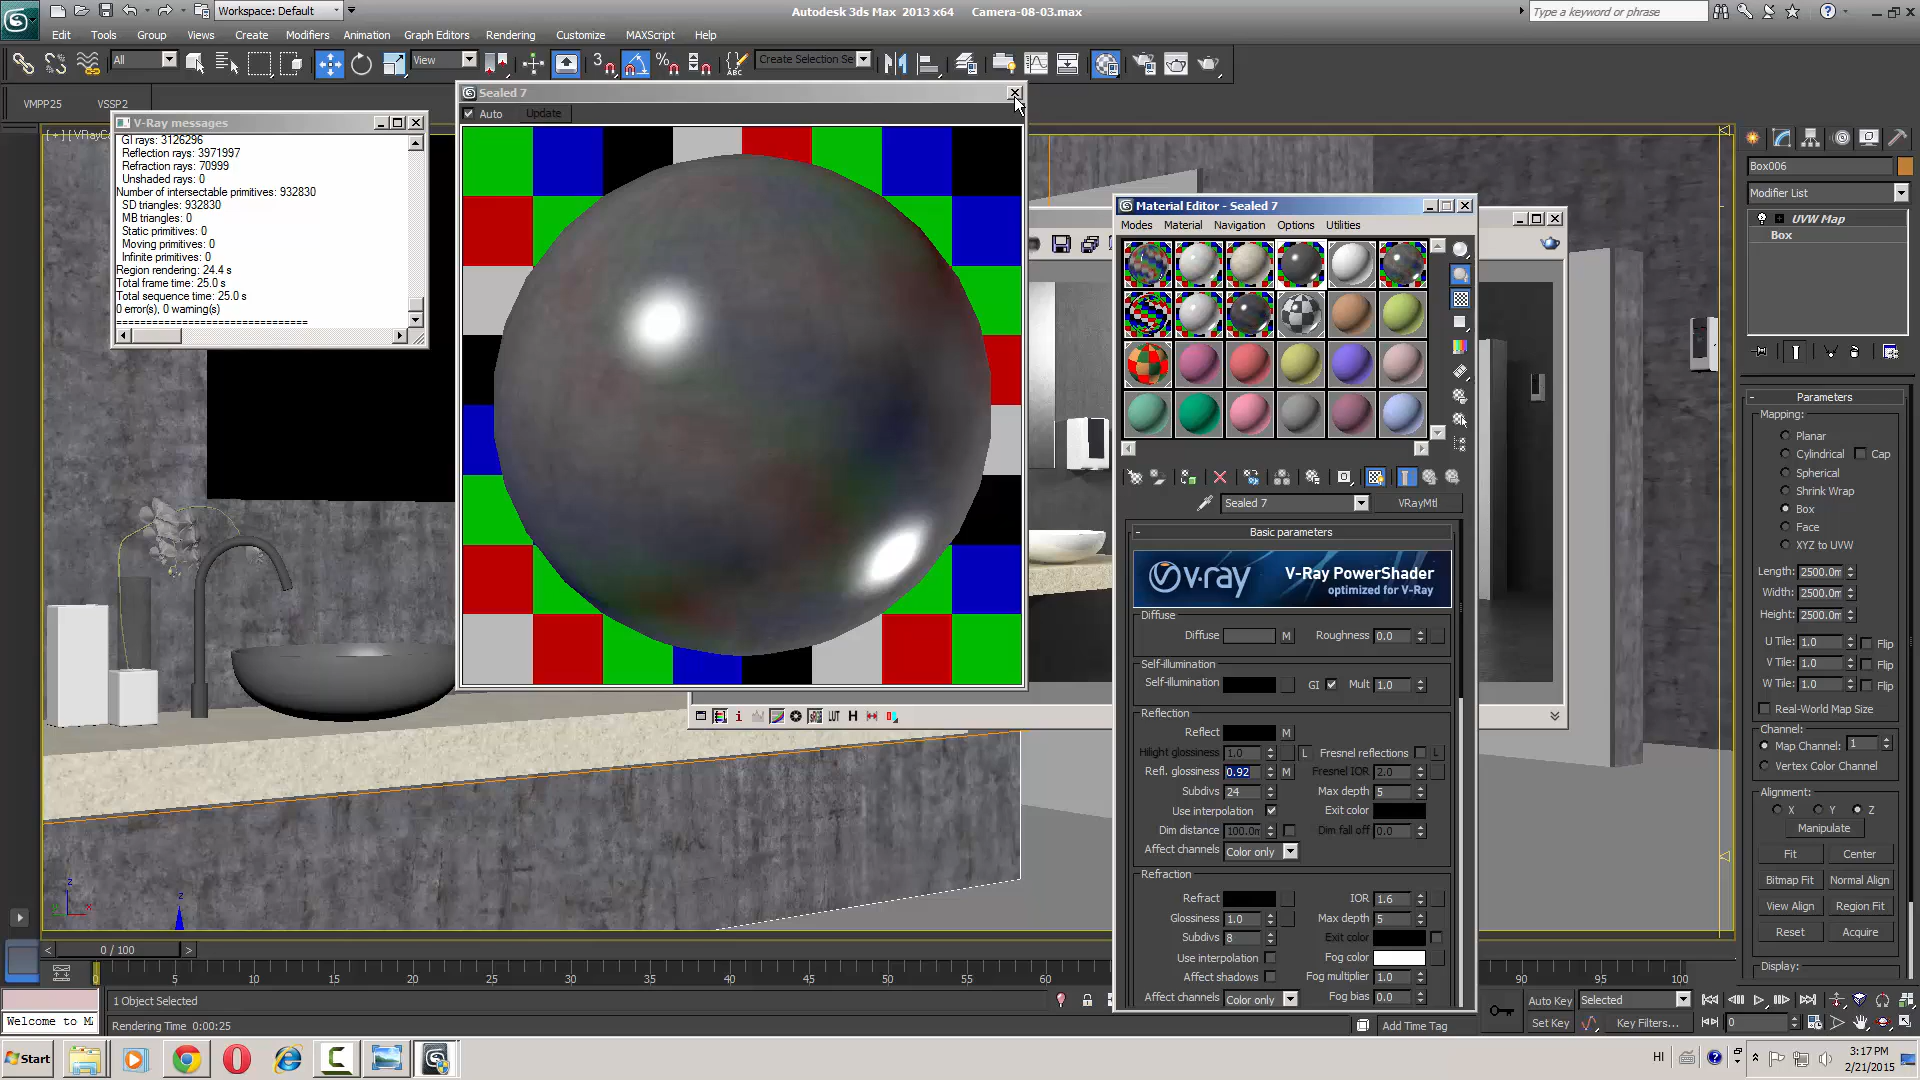 Workspace: Default
Autodesk 3ds Max 2013 x64 Camera-08-03.max
Type a keyword or phrase
Edit Tools Group Views Create Modifiers Animation Graph Editors Rendering Customize MAXScript Help
All View 3 Create Selection Se
VMPP25 VSSP2
V-Ray messages
GI rays: 3126296
Reflection rays: 3971997
Refraction rays: 70999
Unshaded rays: 0
Number of intersectable primitives: 932830
SD triangles: 932830
MB triangles: 0
Static primitives: 0
Moving primitives: 0
Infinite primitives: 0
Region rendering: 24.4 s
Total frame time: 25.0 s
Total sequence time: 25.0 s
0 error(s), 0 warning(s)
==============================
Sealed 7
Auto Update
LUT H
Material Editor - Sealed 7
Modes Material Navigation Options Utilities
Sealed 7 VRayMtl
Basic parameters
v-ray V-Ray PowerShader
optimized for V-Ray
Diffuse
Diffuse M Roughness 0.0
Self-illumination
Self-illumination GI Mult 1.0
Reflection
Reflect M
Hilight glossiness 1.0 L Fresnel reflections L
Refl. glossiness 0.92 M Fresnel IOR 2.0
Subdivs 24 Max depth 5
Use interpolation Exit color
Dim distance 100.0m Dim fall off 0.0
Affect channels Color only
Refraction
Refract IOR 1.6
Glossiness 1.0 Max depth 5
Subdivs 8 Exit color
Use interpolation Fog color
Affect shadows Fog multiplier 1.0
Affect channels Color only Fog bias 0.0
Box006
Modifier List
UVW Map
Box
Parameters
Mapping:
Planar
Cylindrical Cap
Spherical
Shrink Wrap
Box
Face
XYZ to UVW
Length: 2500.0m
Width: 2500.0m
Height: 2500.0m
U Tile: 1.0 Flip
V Tile: 1.0 Flip
W Tile: 1.0 Flip
Real-World Map Size
Channel:
Map Channel: 1
Vertex Color Channel
Alignment:
X Y Z
Manipulate
Fit Center
Bitmap Fit Normal Align
View Align Region Fit
Reset Acquire
Display:
0 / 100
0 5 10 15 20 25 30 35 40 45 50 55 60 90 95 100
1 Object Selected
Auto Key Selected
Welcome to M
Rendering Time 0:00:25
Add Time Tag
Set Key Key Filters... 0
Start
HI
3:17 PM
2/21/2015